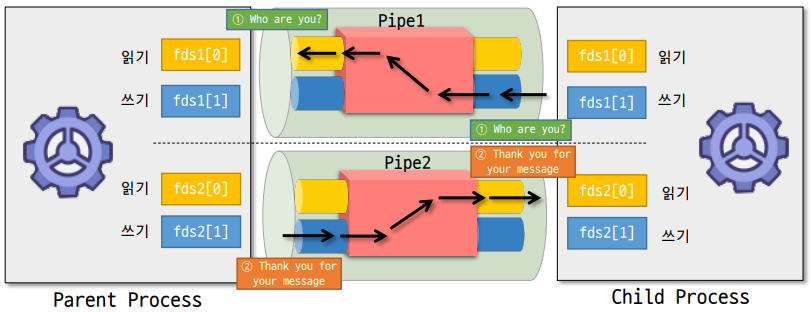 ① Who are you?
Pipe1
읽기
fds1[0]
쓰기
fds1[1]
fds1[0]
읽기
fds1[1]
쓰기
① Who are you?
② Thank you for
your message
Pipe2
읽기
fds2[0]
쓰기
fds2[1]
fds2[0]
읽기
fds2[1]
쓰기
② Thank you for
your message
Parent Process
Child Process